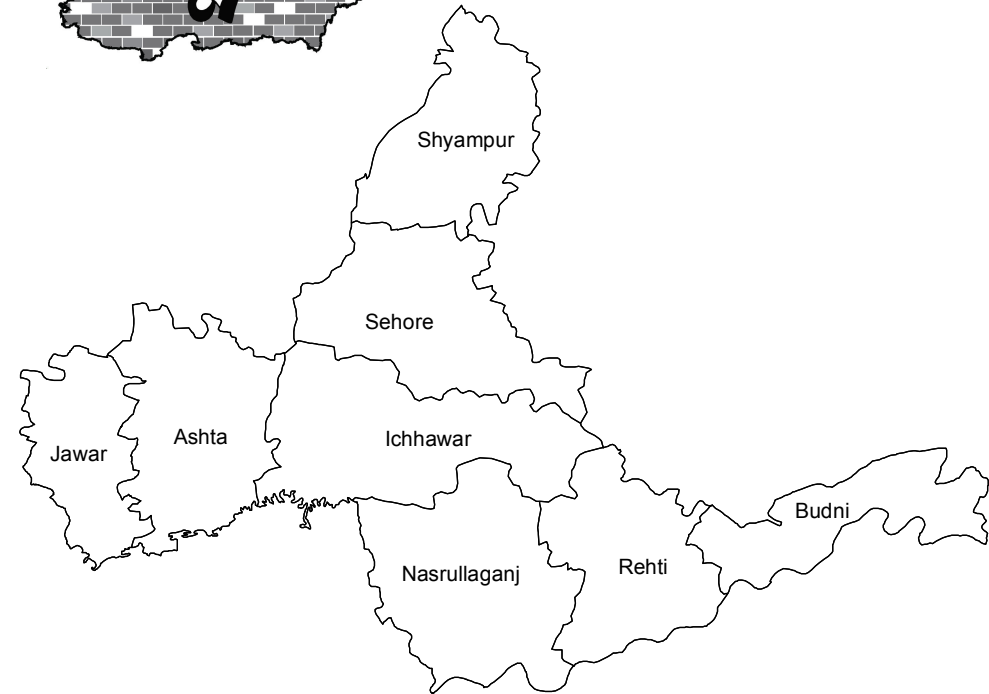 Shyampur
Sehore
Ashta
Ichhawar
Jawar
Budni
Rehti
Nasrullaganj